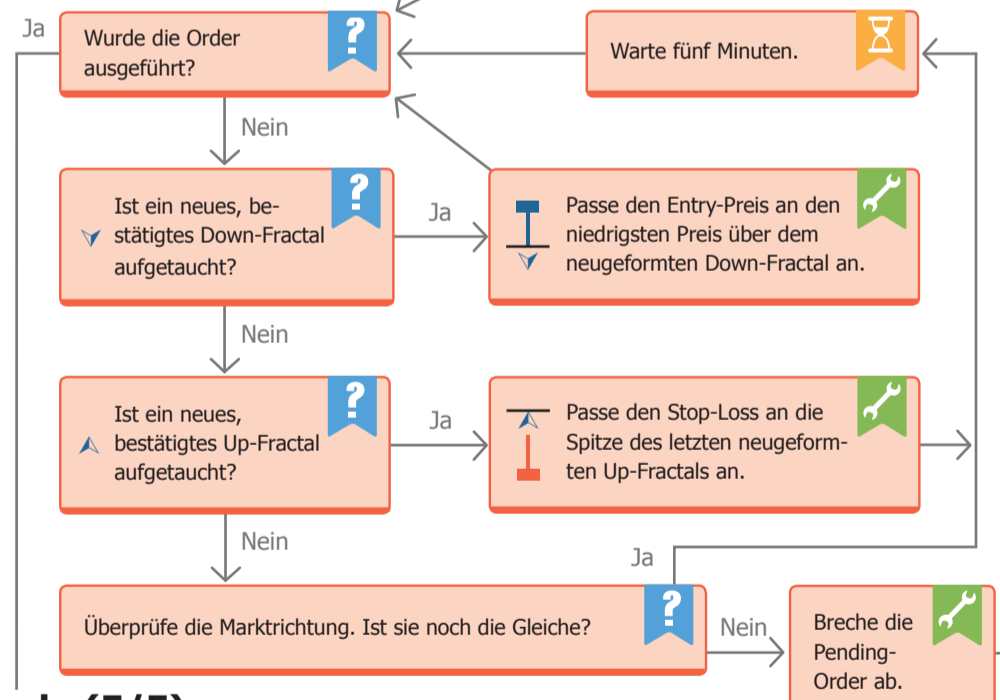 Ja
Wurde die Order
ausgeführt?
Warte fünf Minuten.
Nein
Ist ein neues, be-
stätigtes Down-Fractal
aufgetaucht?
Ja
Passe den Entry-Preis an den
niedrigsten Preis über dem
neugeformten Down-Fractal an.
Nein
Ist ein neues,
bestätigtes Up-Fractal
aufgetaucht?
Ja
Passe den Stop-Loss an die
Spitze des letzten neugeform-
ten Up-Fractals an.
Nein
Ja
Überprüfe die Marktrichtung. Ist sie noch die Gleiche?
Nein
Breche die
Pending-
Order ab.